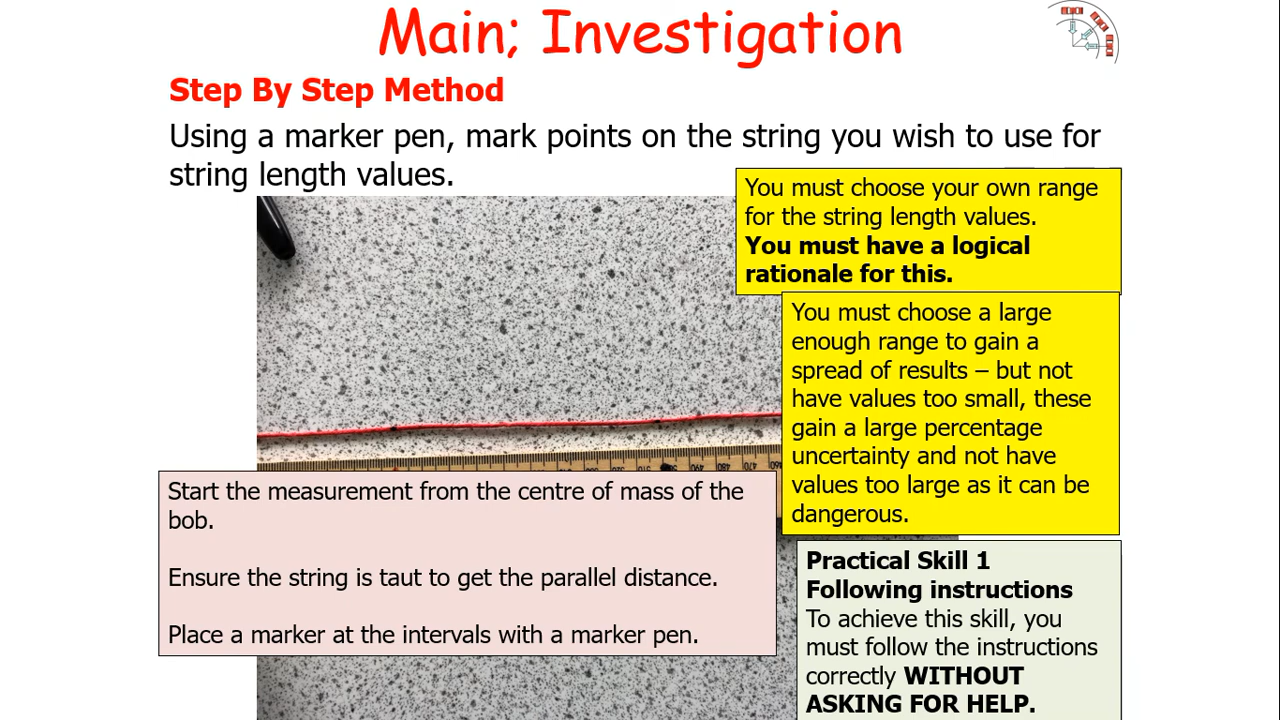 Main; Investigation
Step By Step Method
Using a marker pen, mark points on the string you wish to use for
string length values.
You must choose your own range
for the string length values.
You must have a logical
rationale for this.
You must choose a large
enough range to gain a
spread of results – but not
have values too small, these
gain a large percentage
uncertainty and not have
values too large as it can be
dangerous.
Start the measurement from the centre of mass of the
bob.
Ensure the string is taut to get the parallel distance.
Place a marker at the intervals with a marker pen.
Practical Skill 1
Following instructions
To achieve this skill, you
must follow the instructions
correctly WITHOUT
ASKING FOR HELP.